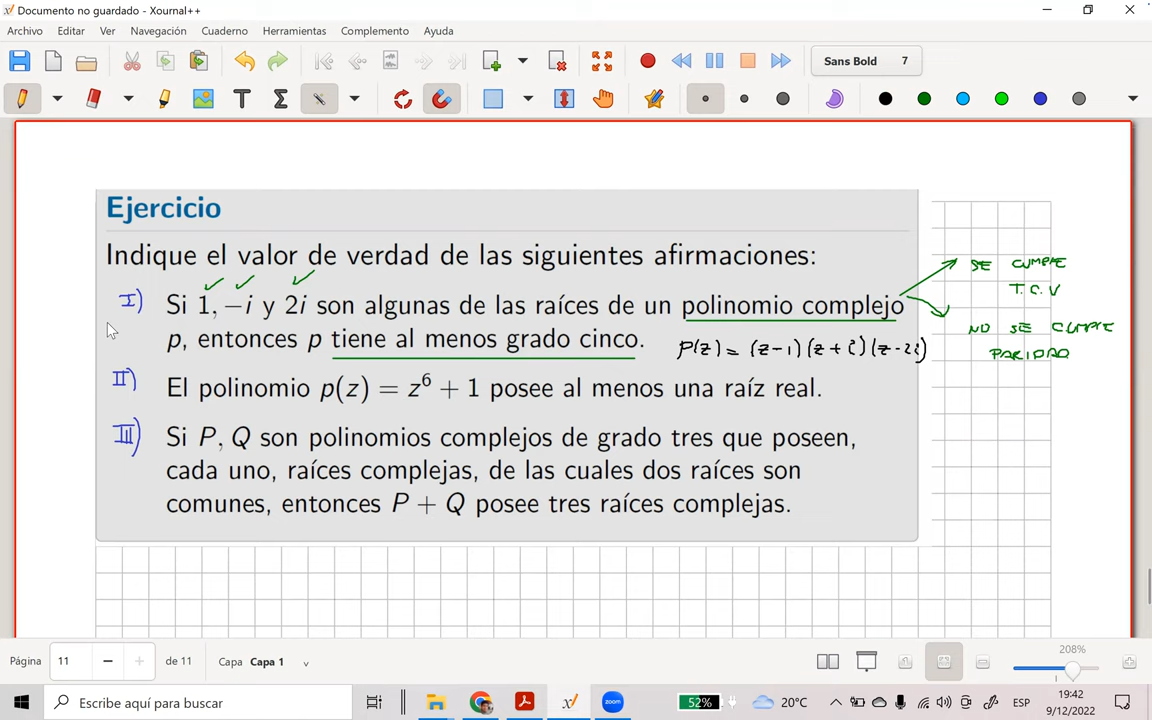 Documento no guardado - Xournal++
Archivo Editar Ver Navegación Cuaderno Herramientas Complemento Ayuda
Sans Bold 7
Ejercicio
Indique el valor de verdad de las siguientes afirmaciones:
I) Si 1, −i y 2i son algunas de las raíces de un polinomio complejo
p, entonces p tiene al menos grado cinco.
P(z) = (z-1)(z+i)(z-2i)
SE CUMPLE
T.C.V
NO SE CUMPLE
PARIDAD
II) El polinomio p(z) = z⁶ + 1 posee al menos una raíz real.
III) Si P, Q son polinomios complejos de grado tres que poseen,
cada uno, raíces complejas, de las cuales dos raíces son
comunes, entonces P + Q posee tres raíces complejas.
Página 11 de 11 Capa Capa 1 208%
Escribe aquí para buscar 52% 20°C ESP 19:42
9/12/2022